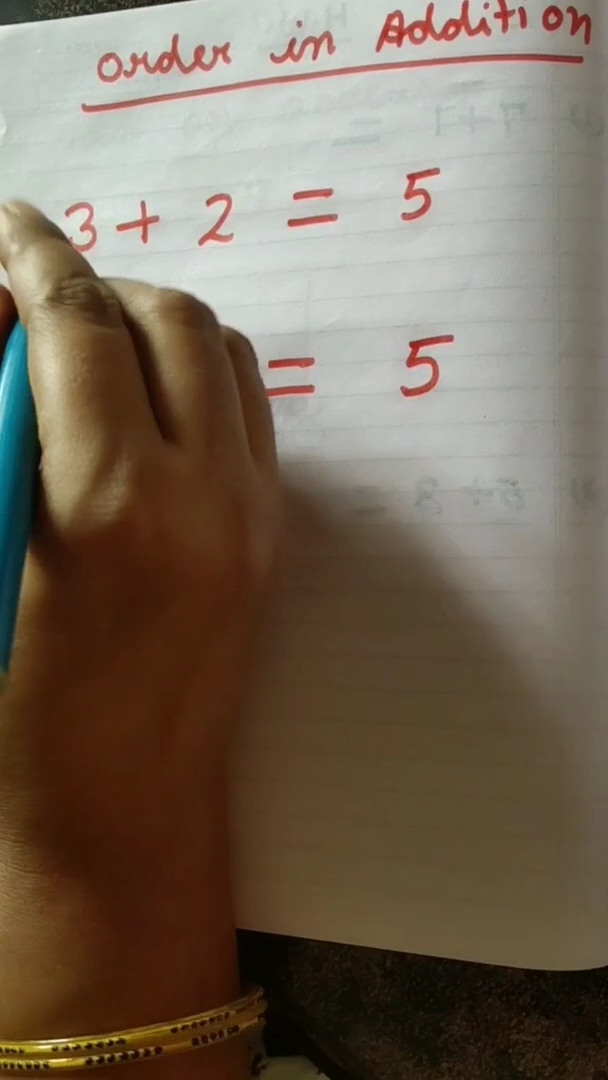 Order in Addition
3 + 2 = 5
= 5